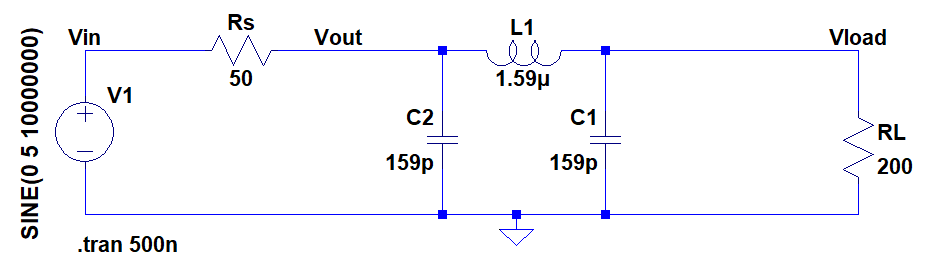 SINE(0 5 10000000)
Vin
V1
Rs
50
Vout
C2
159p
L1
1.59µ
C1
159p
Vload
RL
200
.tran 500n